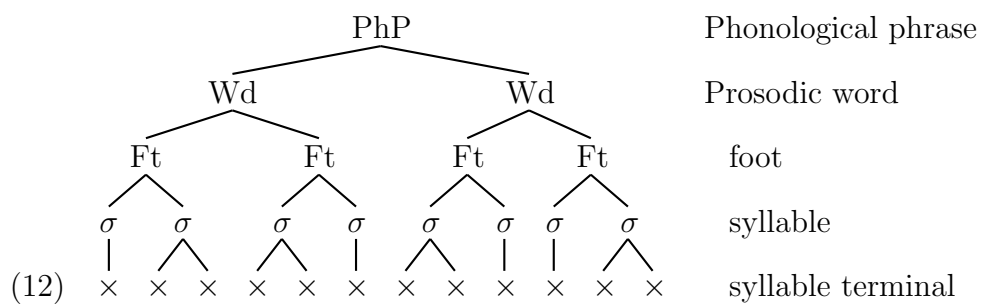 PhP Phonological phrase
Wd Wd Prosodic word
Ft Ft Ft Ft foot
σ σ σ σ σ σ σ σ syllable
(12) × × × × × × × × × × × × syllable terminal